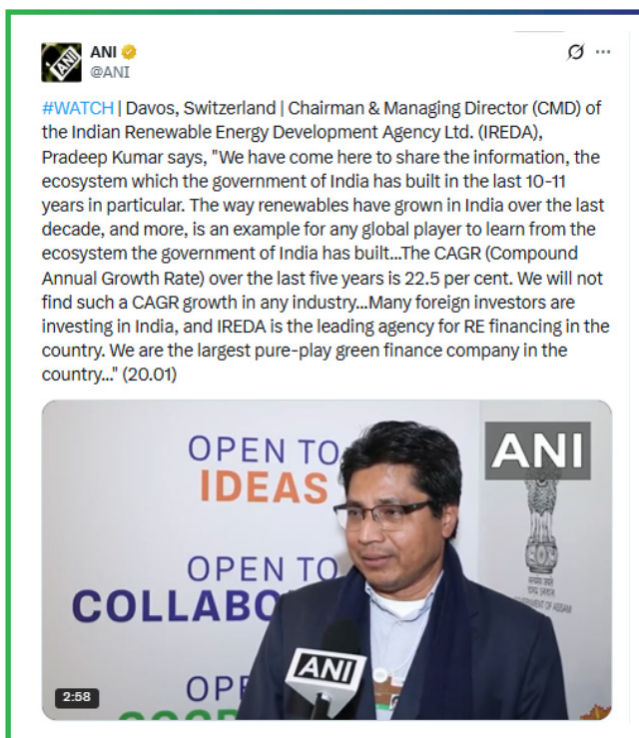 ANI
@ANI
#WATCH | Davos, Switzerland | Chairman & Managing Director (CMD) of
the Indian Renewable Energy Development Agency Ltd. (IREDA),
Pradeep Kumar says, "We have come here to share the information, the
ecosystem which the government of India has built in the last 10-11
years in particular. The way renewables have grown in India over the last
decade, and more, is an example for any global player to learn from the
ecosystem the government of India has built...The CAGR (Compound
Annual Growth Rate) over the last five years is 22.5 per cent. We will not
find such a CAGR growth in any industry...Many foreign investors are
investing in India, and IREDA is the leading agency for RE financing in the
country. We are the largest pure-play green finance company in the
country..." (20.01)
OPEN TO
IDEAS
ANI
OPEN TO
COLLABO
GOVERNMENT OF ASSAM
ANI
OPE
2:58